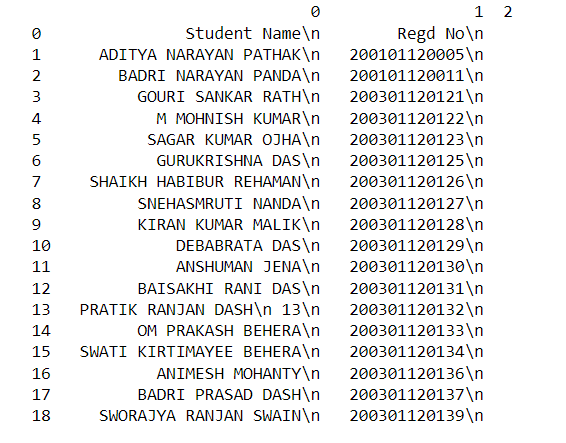 0 1 2
0 Student Name\n Regd No\n
1 ADITYA NARAYAN PATHAK\n 200101120005\n
2 BADRI NARAYAN PANDA\n 200101120011\n
3 GOURI SANKAR RATH\n 200301120121\n
4 M MOHNISH KUMAR\n 200301120122\n
5 SAGAR KUMAR OJHA\n 200301120123\n
6 GURUKRISHNA DAS\n 200301120125\n
7 SHAIKH HABIBUR REHAMAN\n 200301120126\n
8 SNEHASMRUTI NANDA\n 200301120127\n
9 KIRAN KUMAR MALIK\n 200301120128\n
10 DEBABRATA DAS\n 200301120129\n
11 ANSHUMAN JENA\n 200301120130\n
12 BAISAKHI RANI DAS\n 200301120131\n
13 PRATIK RANJAN DASH\n 13\n 200301120132\n
14 OM PRAKASH BEHERA\n 200301120133\n
15 SWATI KIRTIMAYEE BEHERA\n 200301120134\n
16 ANIMESH MOHANTY\n 200301120136\n
17 BADRI PRASAD DASH\n 200301120137\n
18 SWORAJYA RANJAN SWAIN\n 200301120139\n